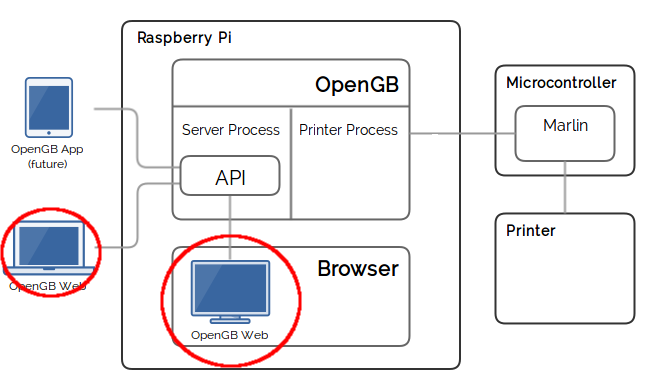 Raspberry Pi
OpenGB
Server Process
Printer Process
API
OpenGB App
(future)
OpenGB Web
Browser
OpenGB Web
Microcontroller
Marlin
Printer